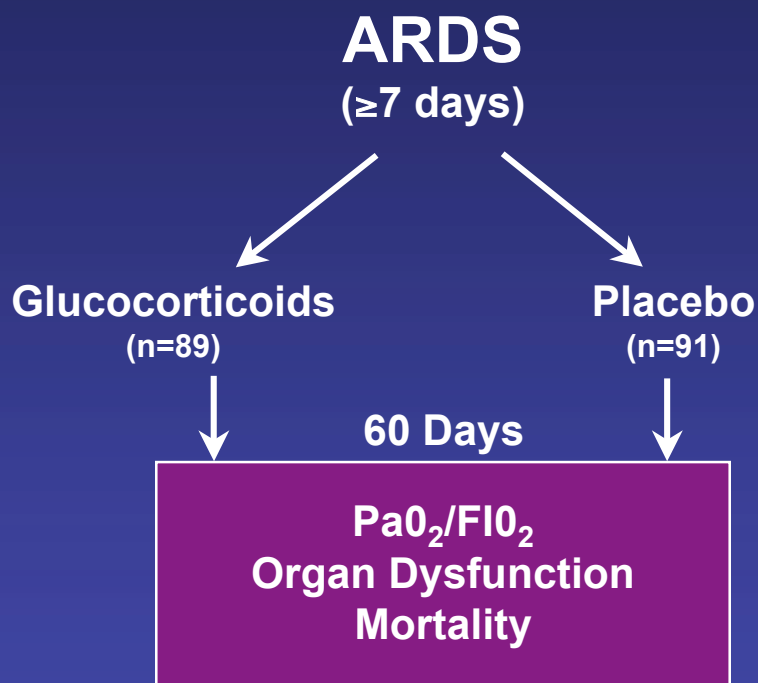 ARDS
(≥7 days)
Glucocorticoids
(n=89)
Placebo
(n=91)
60 Days
Pa0₂/FI0₂
Organ Dysfunction
Mortality